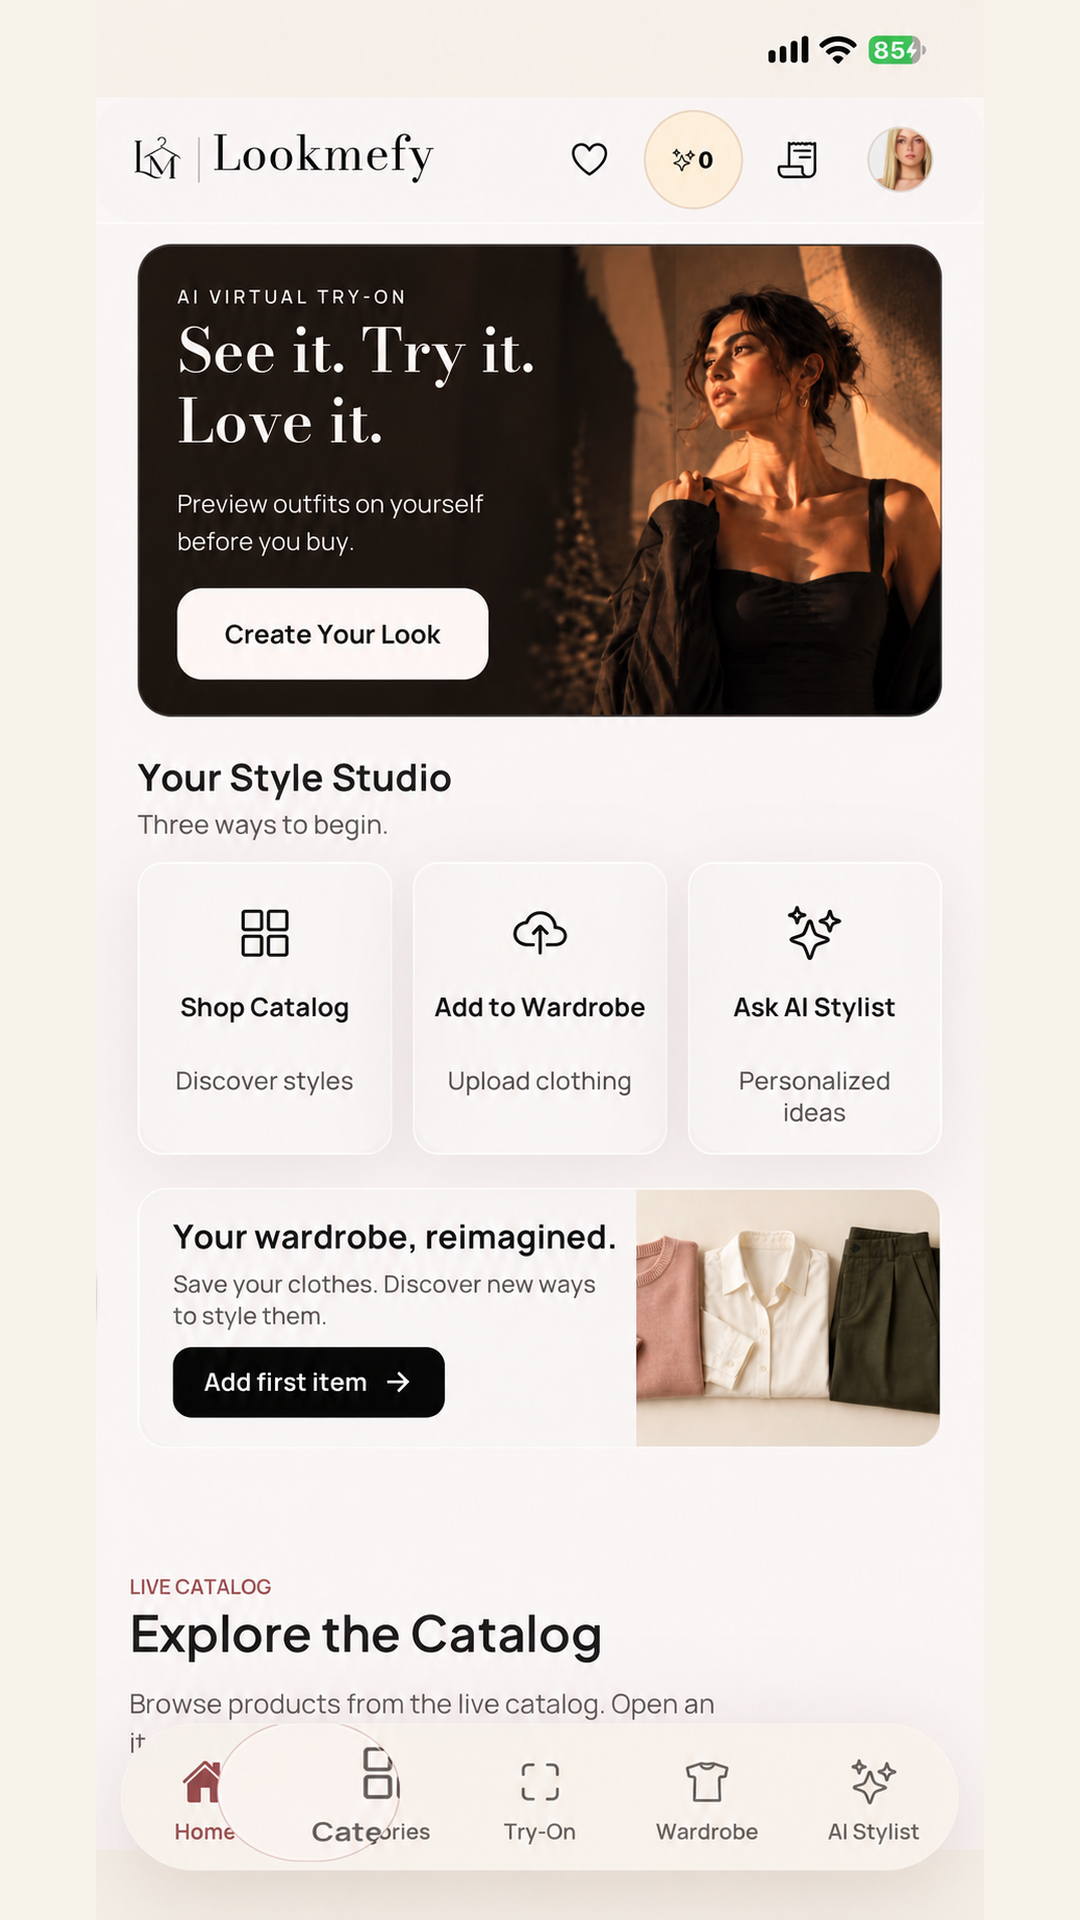 85
LM | Lookmefy
0
AI VIRTUAL TRY-ON
See it. Try it.
Love it.
Preview outfits on yourself
before you buy.
Create Your Look
Your Style Studio
Three ways to begin.
Shop Catalog
Discover styles
Add to Wardrobe
Upload clothing
Ask AI Stylist
Personalized
ideas
Your wardrobe, reimagined.
Save your clothes. Discover new ways
to style them.
Add first item →
LIVE CATALOG
Explore the Catalog
Browse products from the live catalog. Open an
it
Home
Categories
Try-On
Wardrobe
AI Stylist